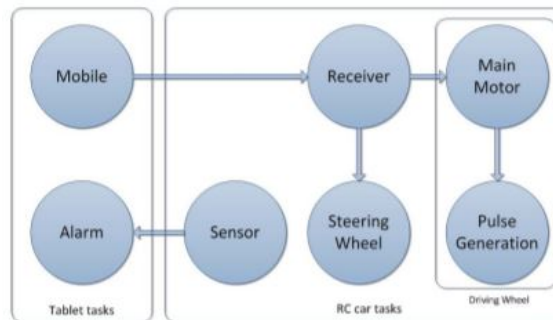 Mobile
Receiver
Main
Motor
Alarm
Sensor
Steering
Wheel
Pulse
Generation
Driving Wheel
Tablet tasks
RC car tasks